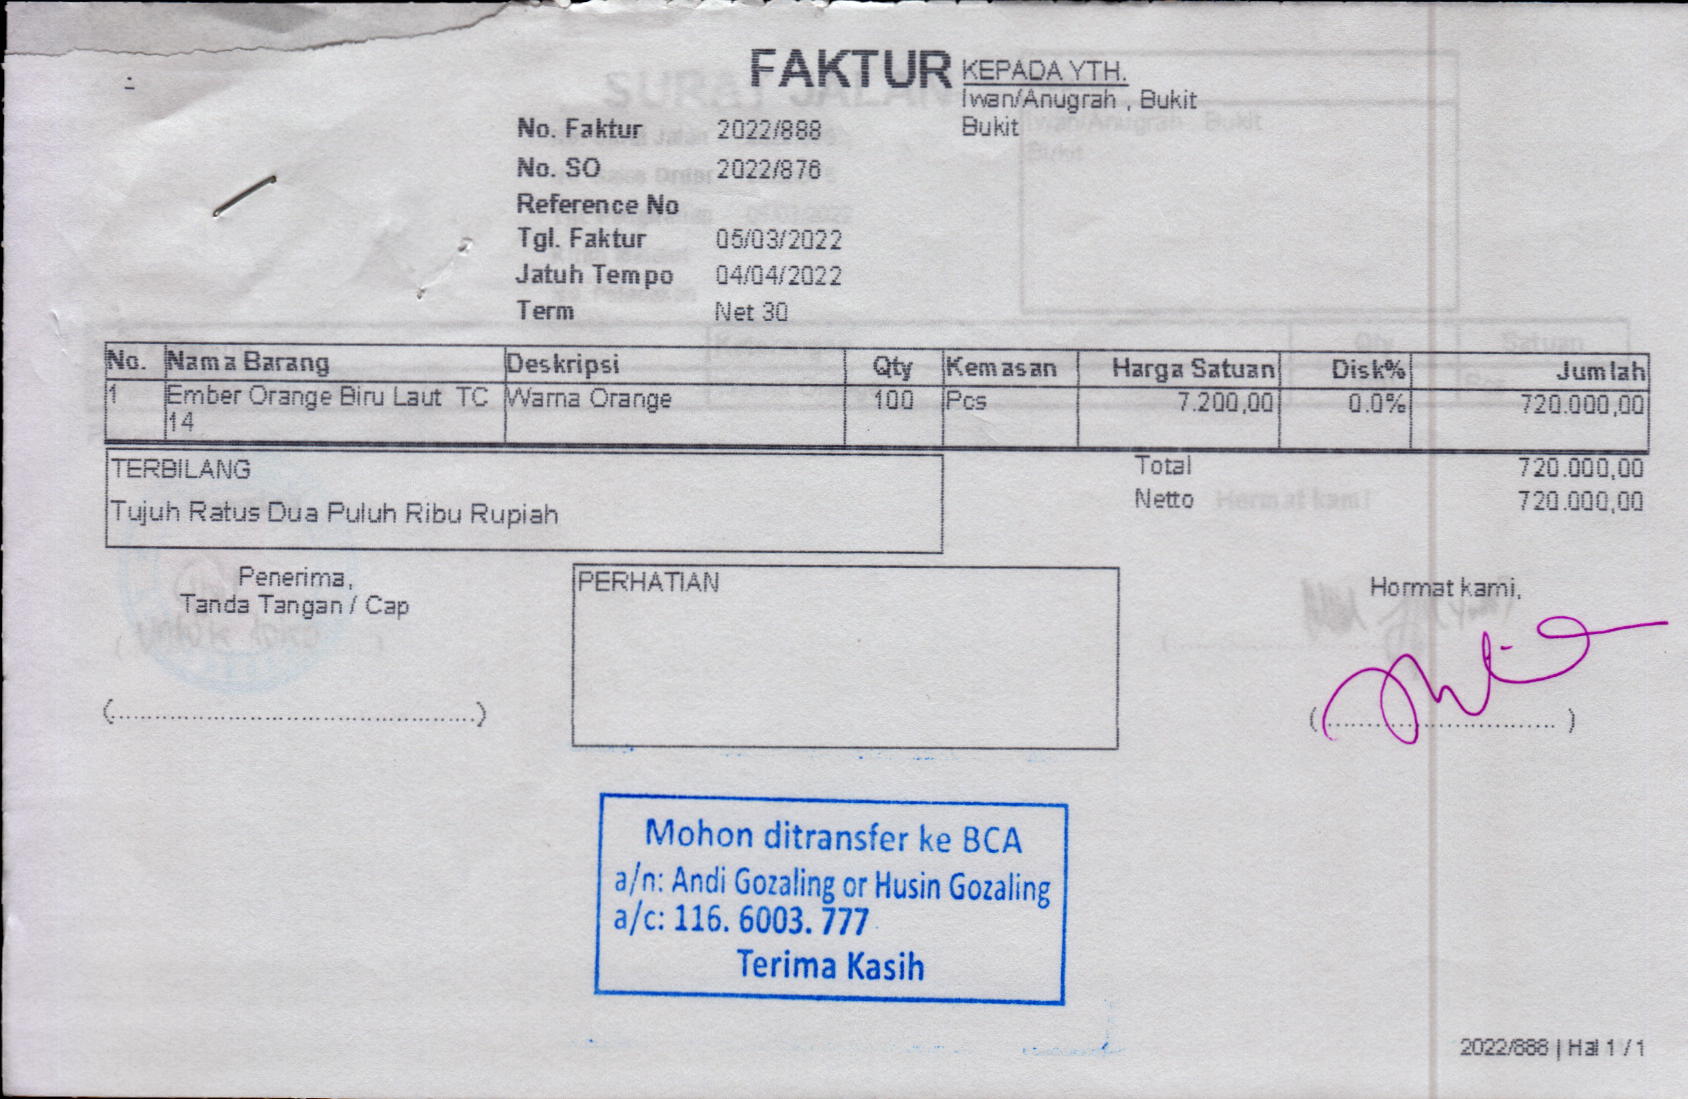 FAKTUR
KEPADA YTH.
Iwan/Anugrah , Bukit
Bukit
No. Faktur 2022/888
No. SO 2022/876
Reference No
Tgl. Faktur 05/03/2022
Jatuh Tempo 04/04/2022
Term Net 30
No. Nama Barang Deskripsi Qty Kemasan Harga Satuan Disk% Jumlah
1 Ember Orange Biru Laut TC Warna Orange 100 Pcs 7.200,00 0.0% 720.000,00
14
TERBILANG
Tujuh Ratus Dua Puluh Ribu Rupiah
Total 720.000,00
Netto 720.000,00
Penerima,
Tanda Tangan / Cap
(................................................)
PERHATIAN
Hormat kami,
(................................)
Mohon ditransfer ke BCA
a/n: Andi Gozaling or Husin Gozaling
a/c: 116. 6003. 777
Terima Kasih
2022/888 | Hal 1 / 1